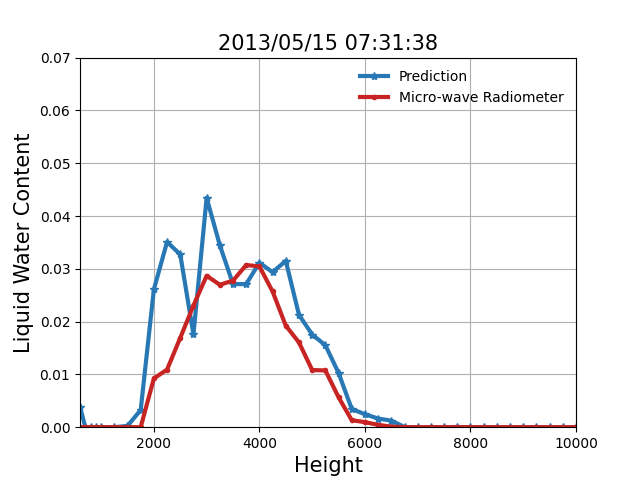 2013/05/15 07:31:38
0.07
0.06
0.05
0.04
0.03
0.02
0.01
0.00
Liquid Water Content
Prediction
Micro-wave Radiometer
2000 4000 6000 8000 10000
Height